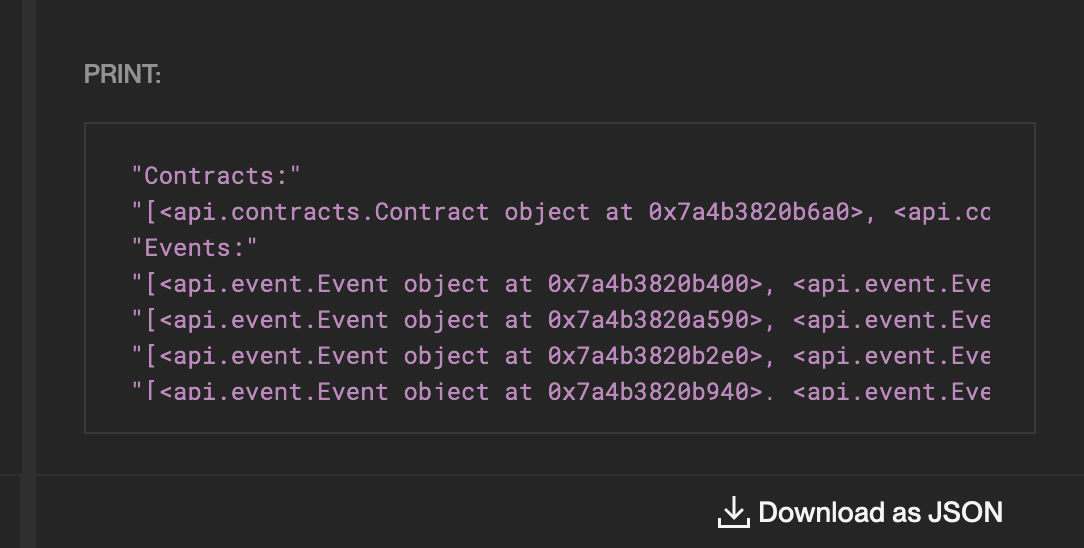 PRINT:
"Contracts:"
"[<api.contracts.Contract object at 0x7a4b3820b6a0>, <api.co
"Events:"
"[<api.event.Event object at 0x7a4b3820b400>, <api.event.Eve
"[<api.event.Event object at 0x7a4b3820a590>, <api.event.Eve
"[<api.event.Event object at 0x7a4b3820b2e0>, <api.event.Eve
"[<api.event.Event object at 0x7a4b3820b940>, <api.event.Eve
Download as JSON